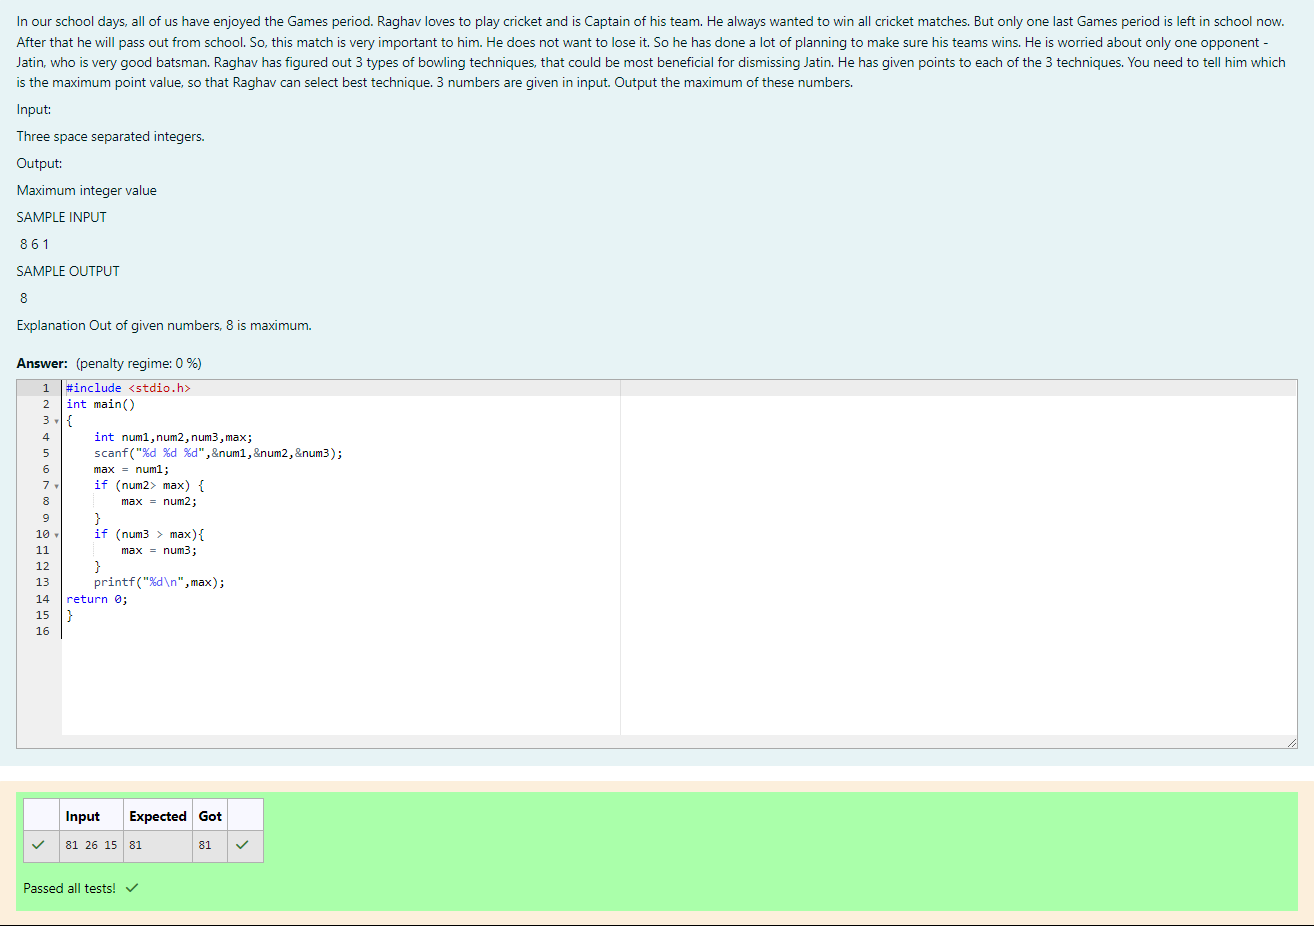 In our school days, all of us have enjoyed the Games period. Raghav loves to play cricket and is Captain of his team. He always wanted to win all cricket matches. But only one last Games period is left in school now.
After that he will pass out from school. So, this match is very important to him. He does not want to lose it. So he has done a lot of planning to make sure his teams wins. He is worried about only one opponent -
Jatin, who is very good batsman. Raghav has figured out 3 types of bowling techniques, that could be most beneficial for dismissing Jatin. He has given points to each of the 3 techniques. You need to tell him which
is the maximum point value, so that Raghav can select best technique. 3 numbers are given in input. Output the maximum of these numbers.
Input:
Three space separated integers.
Output:
Maximum integer value
SAMPLE INPUT
8 6 1
SAMPLE OUTPUT
8
Explanation Out of given numbers, 8 is maximum.
Answer: (penalty regime: 0 %)
1 #include <stdio.h>
2 int main()
3 {
4     int num1,num2,num3,max;
5     scanf("%d %d %d",&num1,&num2,&num3);
6     max = num1;
7     if (num2> max) {
8         max = num2;
9     }
10     if (num3 > max){
11         max = num3;
12     }
13     printf("%d\n",max);
14 return 0;
15 }
16
Input Expected Got
81 26 15 81 81
Passed all tests!